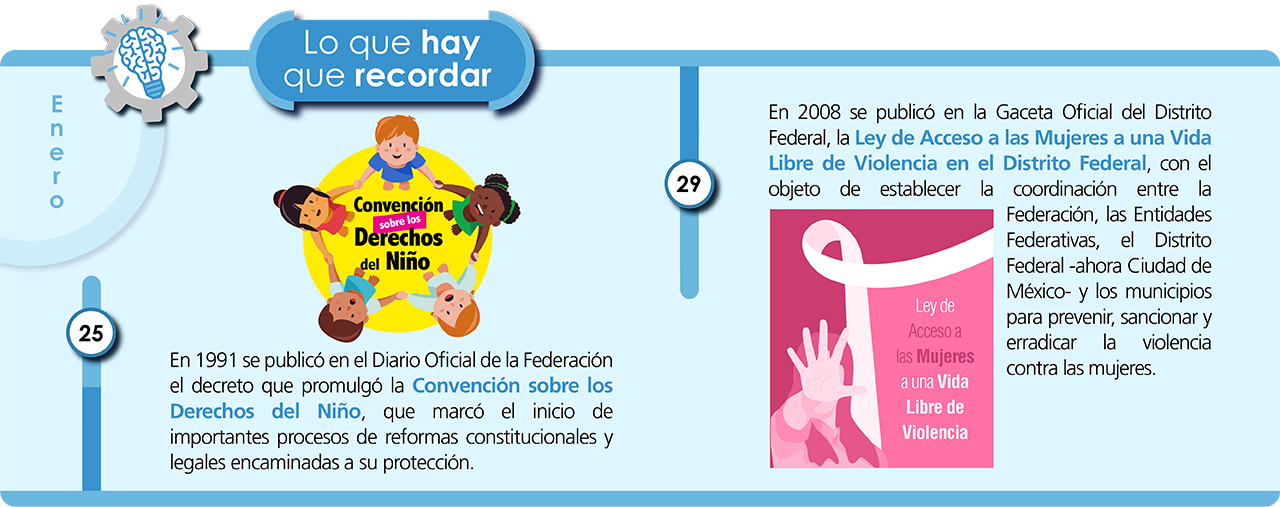 Lo que hay
que recordar
Enero
25
Convención
sobre los
Derechos
del Niño
En 1991 se publicó en el Diario Oficial de la Federación
el decreto que promulgó la Convención sobre los
Derechos del Niño, que marcó el inicio de
importantes procesos de reformas constitucionales y
legales encaminadas a su protección.
29
En 2008 se publicó en la Gaceta Oficial del Distrito
Federal, la Ley de Acceso a las Mujeres a una Vida
Libre de Violencia en el Distrito Federal, con el
objeto de establecer la coordinación entre la
Federación, las Entidades
Federativas, el Distrito
Federal -ahora Ciudad de
México- y los municipios
para prevenir, sancionar y
erradicar la violencia
contra las mujeres.
Ley de
Acceso a
las Mujeres
a una Vida
Libre de
Violencia